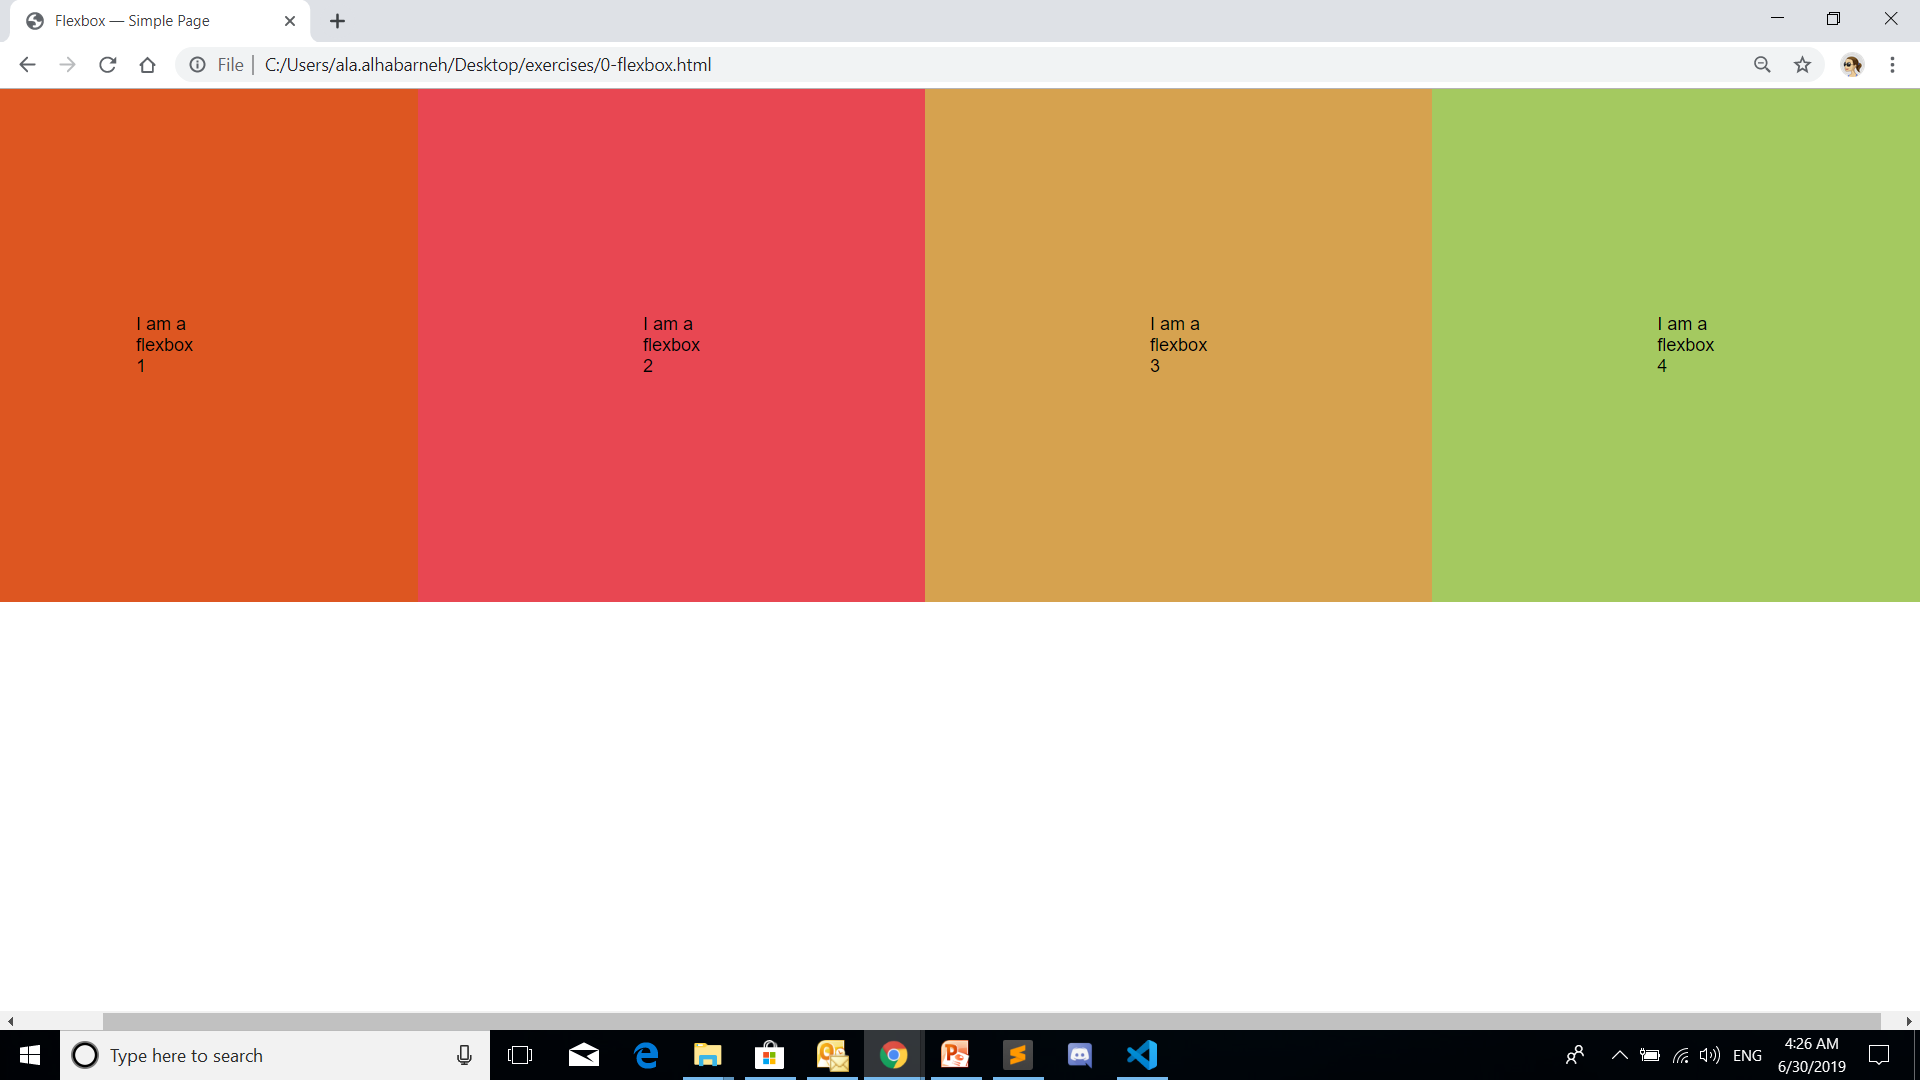 Flexbox — Simple Page
File
C:/Users/ala.alhabarneh/Desktop/exercises/0-flexbox.html
I am a
flexbox
1
I am a
flexbox
2
I am a
flexbox
3
I am a
flexbox
4
Type here to search
ENG
4:26 AM
6/30/2019